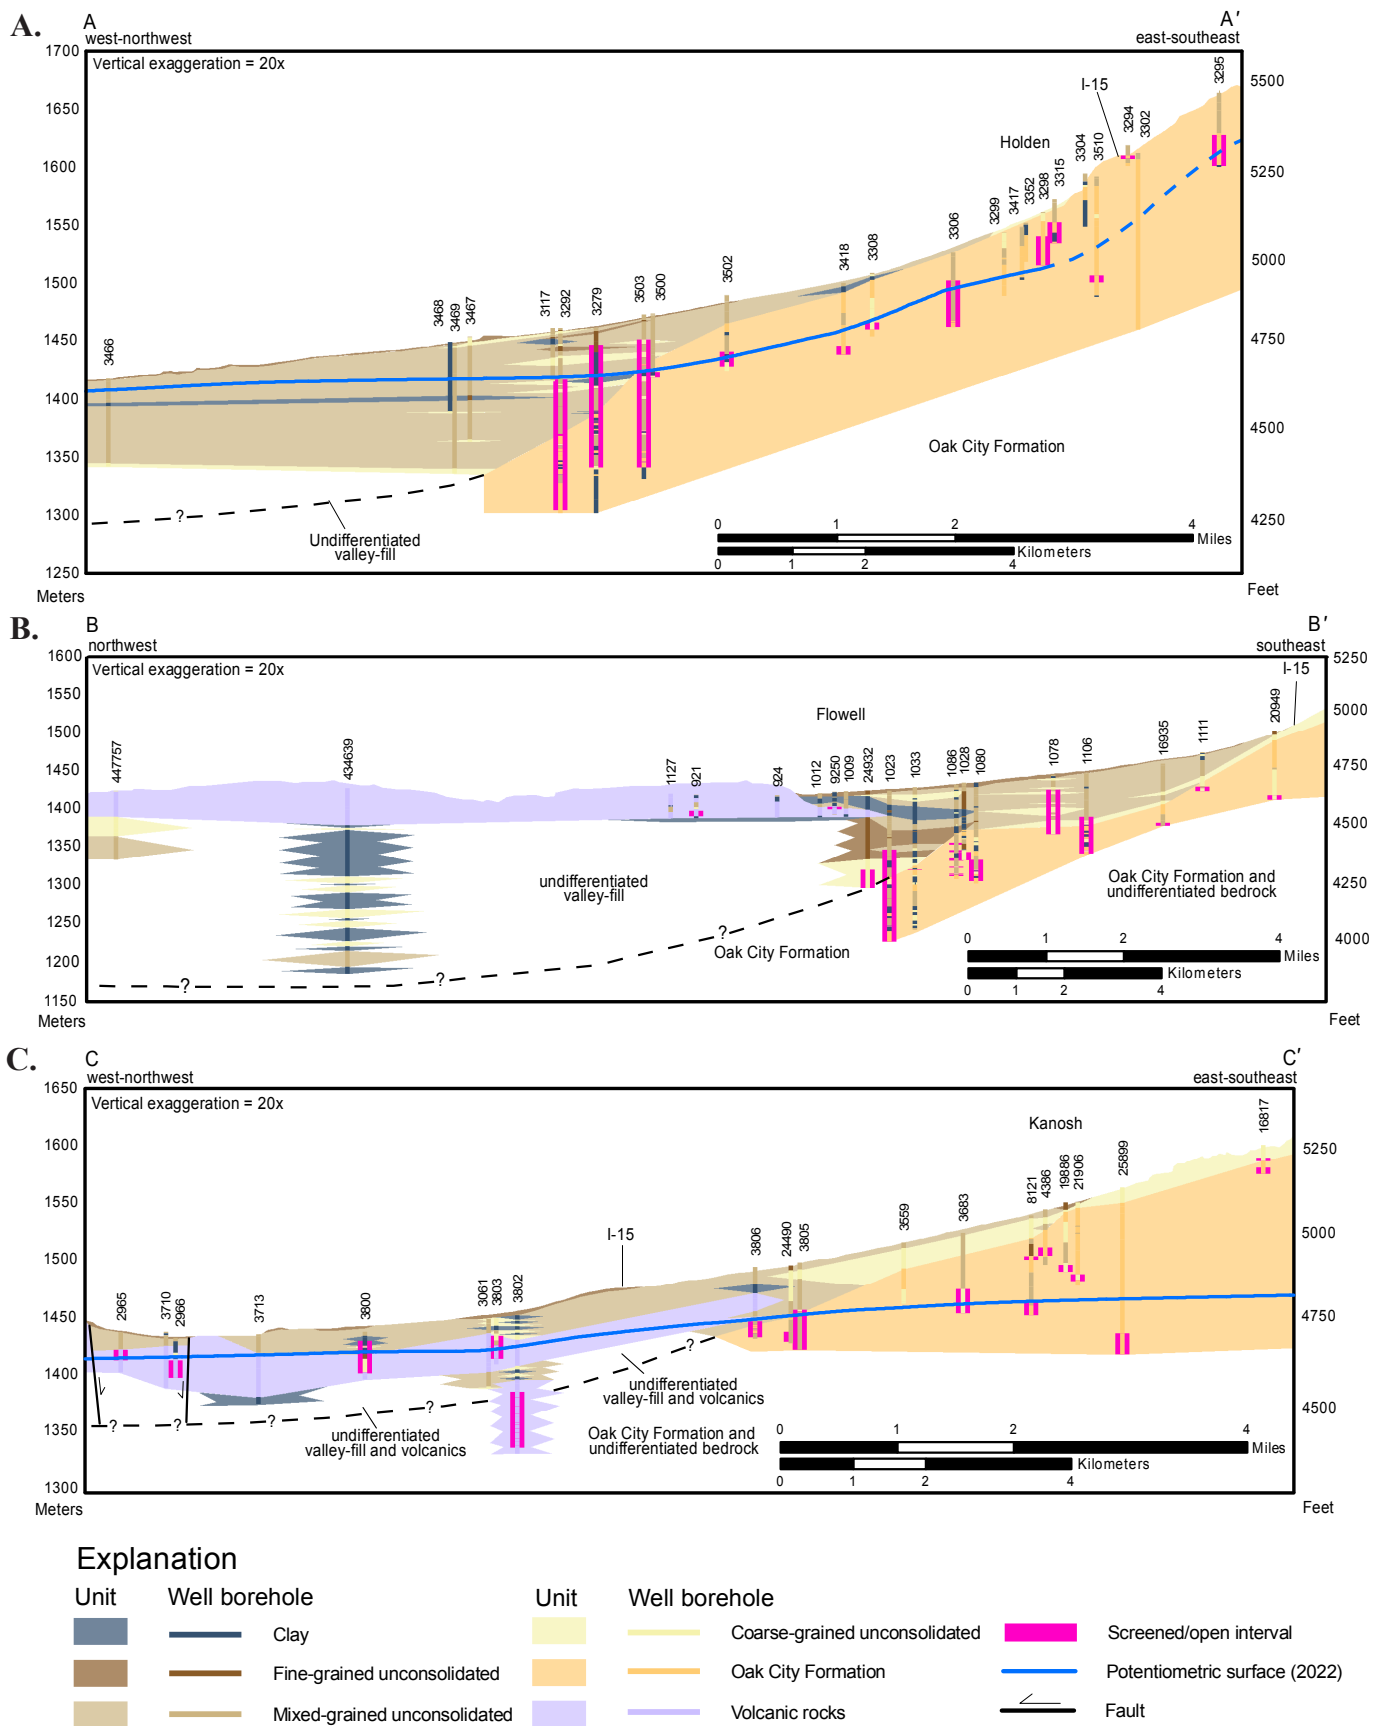 A.
A
west-northwest
A′
east-southeast
Vertical exaggeration = 20x
1700
1650
1600
1550
1500
1450
1400
1350
1300
1250
Meters
5500
5250
5000
4750
4500
4250
Feet
3466
3468
3469
3467
3117
3292
3279
3503
3500
3502
3418
3308
3306
3299
3417
3352
3298
3315
3304
3510
3294
3302
3295
I-15
Holden
Oak City Formation
?
Undifferentiated
valley-fill
0 1 2 4
Miles
Kilometers
0 1 2 4
B.
B
northwest
B′
southeast
Vertical exaggeration = 20x
1600
1550
1500
1450
1400
1350
1300
1250
1200
1150
Meters
5250
5000
4750
4500
4250
4000
Feet
447757
434639
1127
921
924
1012
9250
1009
24932
1023
1033
1086
1028
1080
1078
1106
16935
1111
20949
I-15
Flowell
undifferentiated
valley-fill
Oak City Formation and
undifferentiated bedrock
Oak City Formation
? ? ?
0 1 2 4
Miles
Kilometers
0 1 2 4
C.
C
west-northwest
C′
east-southeast
Vertical exaggeration = 20x
1650
1600
1550
1500
1450
1400
1350
1300
Meters
5250
5000
4750
4500
Feet
2965
3710
2966
3713
3800
3061
3803
3802
I-15
3806
24490
3805
3559
3683
8121
4386
19886
21906
25899
16817
Kanosh
? ? ? ? ?
undifferentiated
valley-fill and volcanics
undifferentiated
valley-fill and volcanics
Oak City Formation and
undifferentiated bedrock
0 1 2 4
Miles
Kilometers
0 1 2 4
Explanation
Unit Well borehole
Clay
Fine-grained unconsolidated
Mixed-grained unconsolidated
Unit Well borehole
Coarse-grained unconsolidated
Oak City Formation
Volcanic rocks
Screened/open interval
Potentiometric surface (2022)
Fault